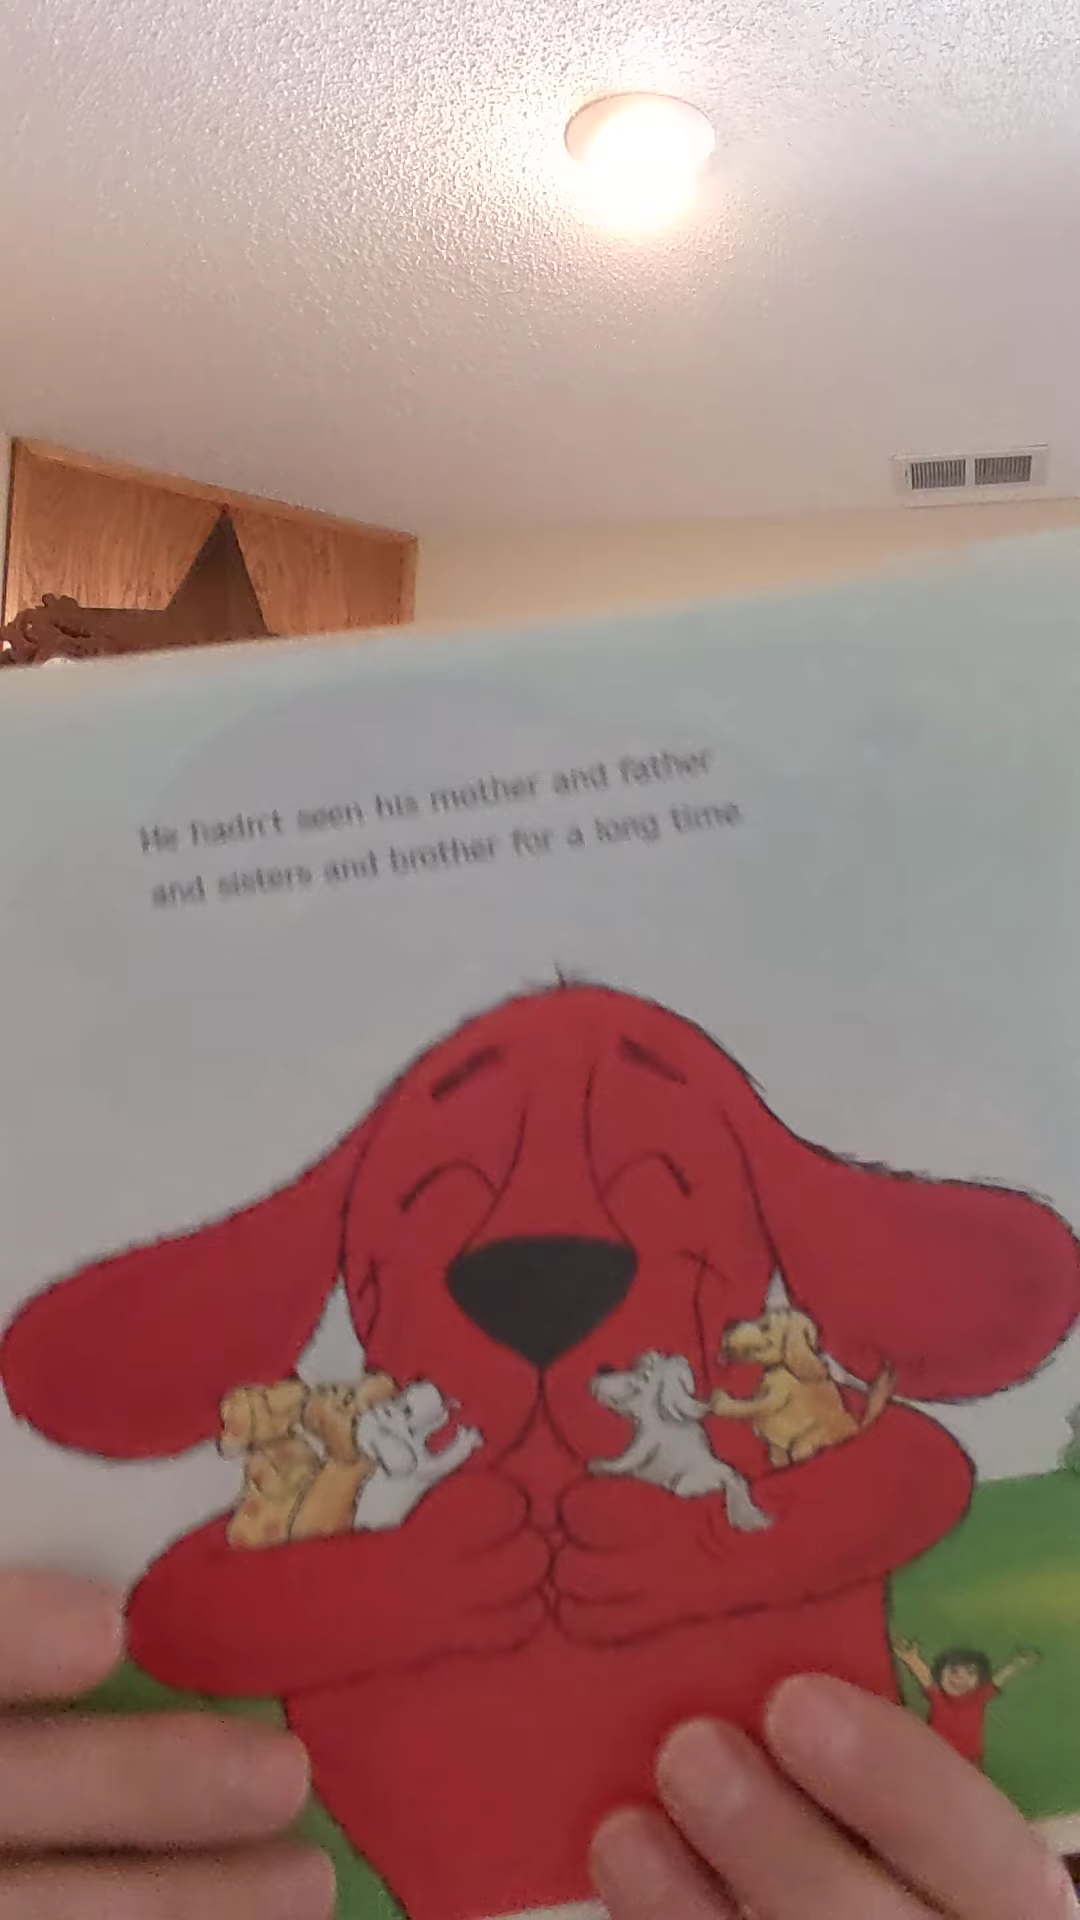 He hadn't seen his mother and father
and sisters and brother for a long time.